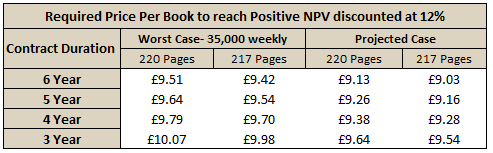 Required Price Per Book to reach Positive NPV discounted at 12%
Contract Duration Worst Case- 35,000 weekly Projected Case
220 Pages 217 Pages 220 Pages 217 Pages
6 Year £9.51 £9.42 £9.13 £9.03
5 Year £9.64 £9.54 £9.26 £9.16
4 Year £9.79 £9.70 £9.38 £9.28
3 Year £10.07 £9.98 £9.64 £9.54